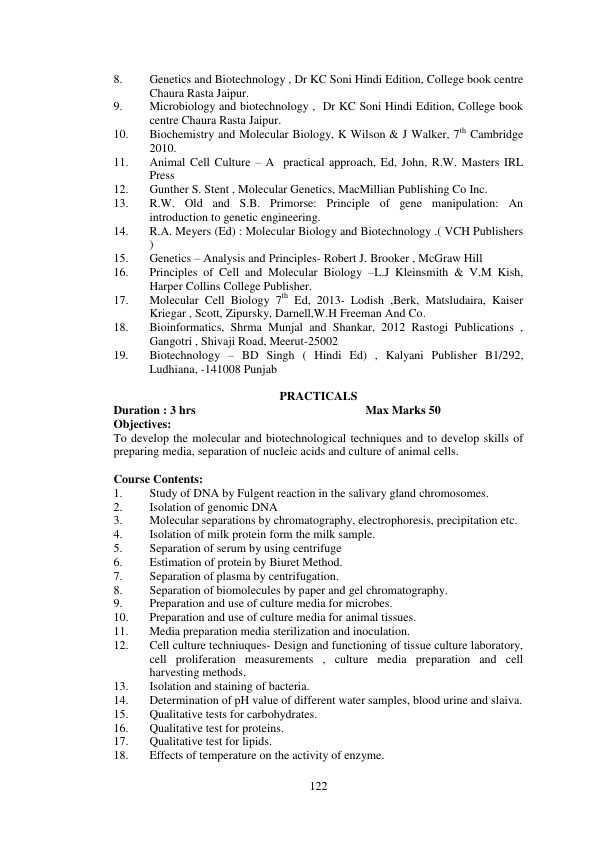 8. Genetics and Biotechnology , Dr KC Soni Hindi Edition, College book centre
Chaura Rasta Jaipur.
9. Microbiology and biotechnology , Dr KC Soni Hindi Edition, College book
centre Chaura Rasta Jaipur.
10. Biochemistry and Molecular Biology, K Wilson & J Walker, 7th Cambridge
2010.
11. Animal Cell Culture – A practical approach, Ed, John, R.W. Masters IRL
Press
12. Gunther S. Stent , Molecular Genetics, MacMillian Publishing Co Inc.
13. R.W. Old and S.B. Primorse: Principle of gene manipulation: An
introduction to genetic engineering.
14. R.A. Meyers (Ed) : Molecular Biology and Biotechnology .( VCH Publishers
)
15. Genetics – Analysis and Principles- Robert J. Brooker , McGraw Hill
16. Principles of Cell and Molecular Biology –L.J Kleinsmith & V.M Kish,
Harper Collins College Publisher.
17. Molecular Cell Biology 7th Ed, 2013- Lodish ,Berk, Matsludaira, Kaiser
Kriegar , Scott, Zipursky, Darnell,W.H Freeman And Co.
18. Bioinformatics, Shrma Munjal and Shankar, 2012 Rastogi Publications ,
Gangotri , Shivaji Road, Meerut-25002
19. Biotechnology – BD Singh ( Hindi Ed) , Kalyani Publisher B1/292,
Ludhiana, -141008 Punjab
PRACTICALS
Duration : 3 hrs Max Marks 50
Objectives:
To develop the molecular and biotechnological techniques and to develop skills of
preparing media, separation of nucleic acids and culture of animal cells.
Course Contents:
1. Study of DNA by Fulgent reaction in the salivary gland chromosomes.
2. Isolation of genomic DNA
3. Molecular separations by chromatography, electrophoresis, precipitation etc.
4. Isolation of milk protein form the milk sample.
5. Separation of serum by using centrifuge
6. Estimation of protein by Biuret Method.
7. Separation of plasma by centrifugation.
8. Separation of biomolecules by paper and gel chromatography.
9. Preparation and use of culture media for microbes.
10. Preparation and use of culture media for animal tissues.
11. Media preparation media sterilization and inoculation.
12. Cell culture techniuques- Design and functioning of tissue culture laboratory,
cell proliferation measurements , culture media preparation and cell
harvesting methods.
13. Isolation and staining of bacteria.
14. Determination of pH value of different water samples, blood urine and slaiva.
15. Qualitative tests for carbohydrates.
16. Qualitative test for proteins.
17. Qualitative test for lipids.
18. Effects of temperature on the activity of enzyme.
122